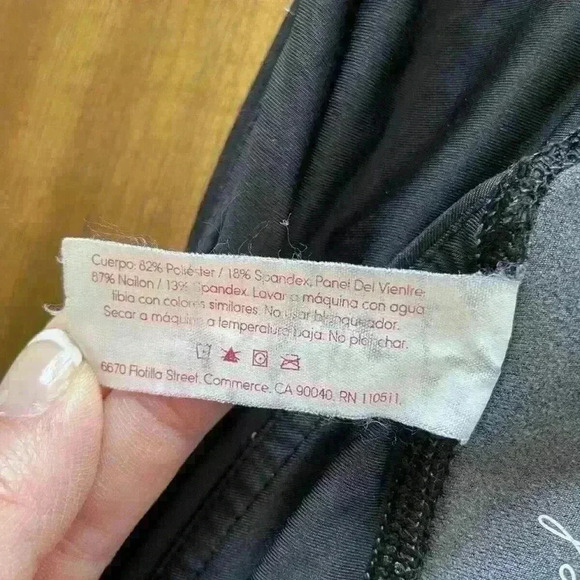 Cuerpo: 82% Poliéster / 18% Spandex, Panel Del Vientre:
87% Nailon / 13% Spandex. Lavar a máquina con agua
tibia con colores similares. No usar blanqueador.
Secar a máquina a temperatura baja. No planchar.
6670 Flotilla Street, Commerce, CA 90040. RN 110511.